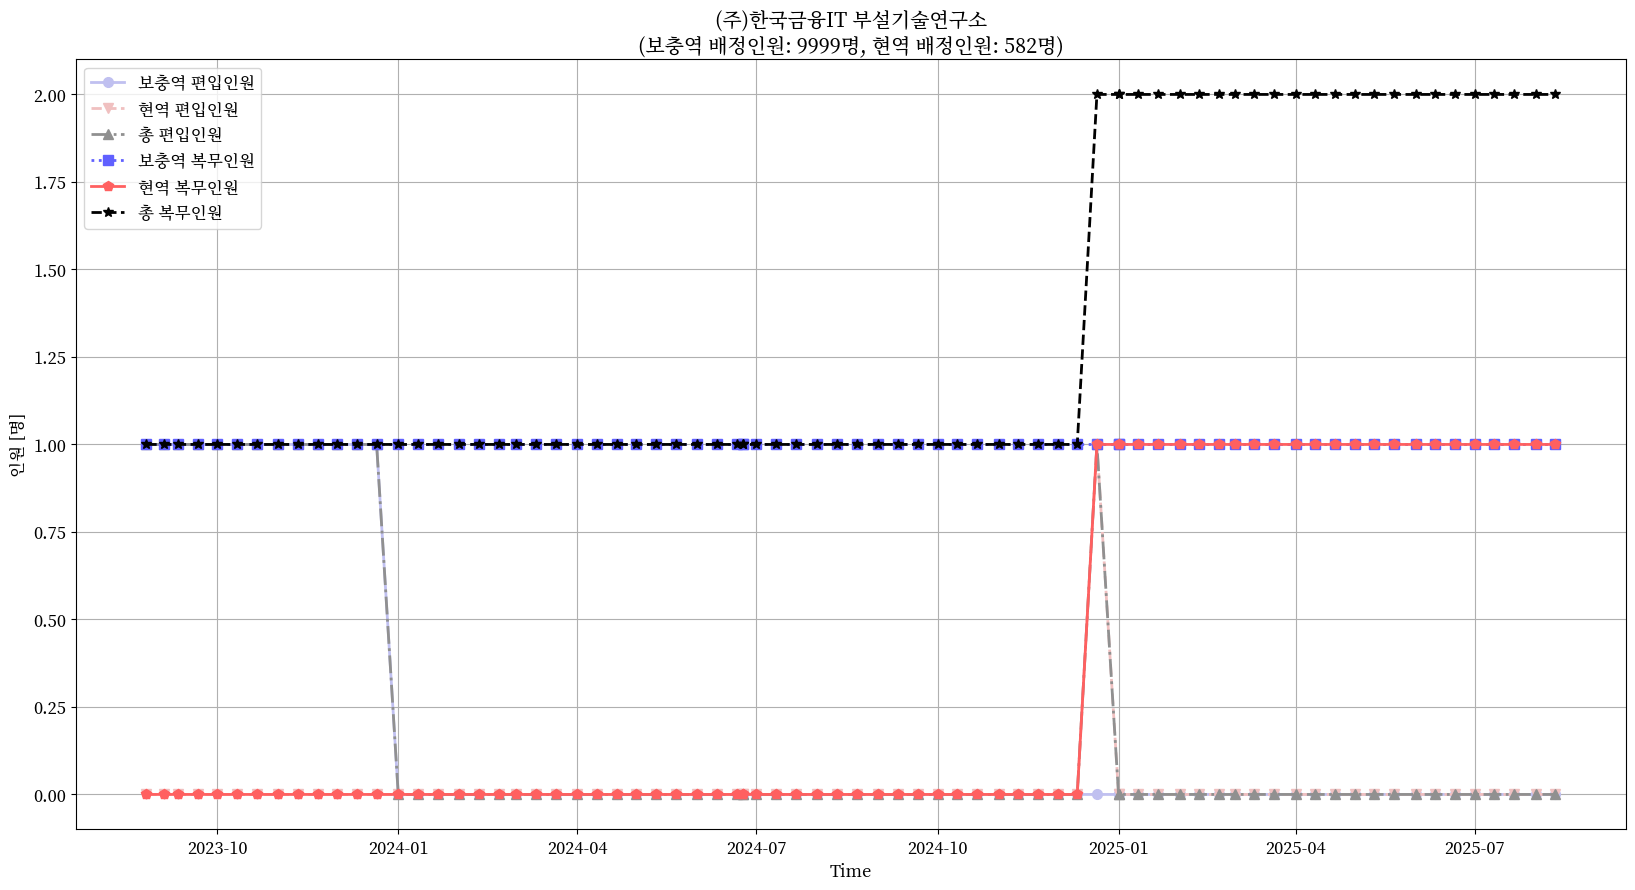 (주)한국금융IT 부설기술연구소
(보충역 배정인원: 9999명, 현역 배정인원: 582명)
보충역 편입인원
현역 편입인원
총 편입인원
보충역 복무인원
현역 복무인원
총 복무인원
2.00
1.75
1.50
1.25
1.00
0.75
0.50
0.25
0.00
인원 [명]
2023-10
2024-01
2024-04
2024-07
2024-10
2025-01
2025-04
2025-07
Time